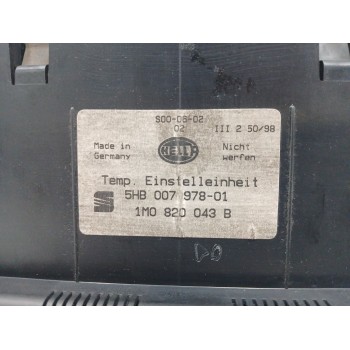 S00-06-02
02
III 2 50/98
Made in
Germany
HELLA
Nicht
werfen
Temp. Einstelleinheit
5HB 007 978-01
1M0 820 043 B